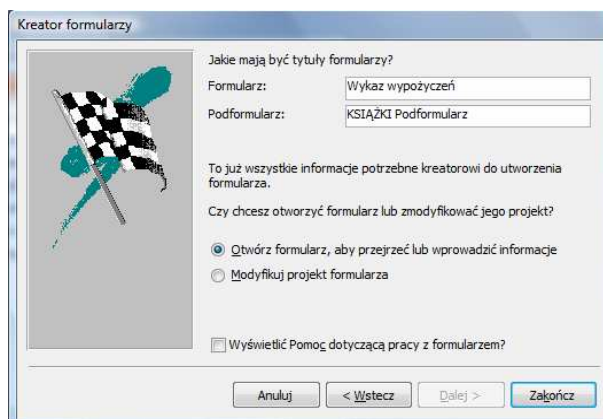 Kreator formularzy
Jakie mają być tytuły formularzy?
Formularz: Wykaz wypożyczeń
Podformularz: KSIĄŻKI Podformularz
To już wszystkie informacje potrzebne kreatorowi do utworzenia
formularza.
Czy chcesz otworzyć formularz lub zmodyfikować jego projekt?
Otwórz formularz, aby przejrzeć lub wprowadzić informacje
Modyfikuj projekt formularza
Wyświetlić Pomoc dotyczącą pracy z formularzem?
Anuluj < Wstecz Dalej > Zakończ